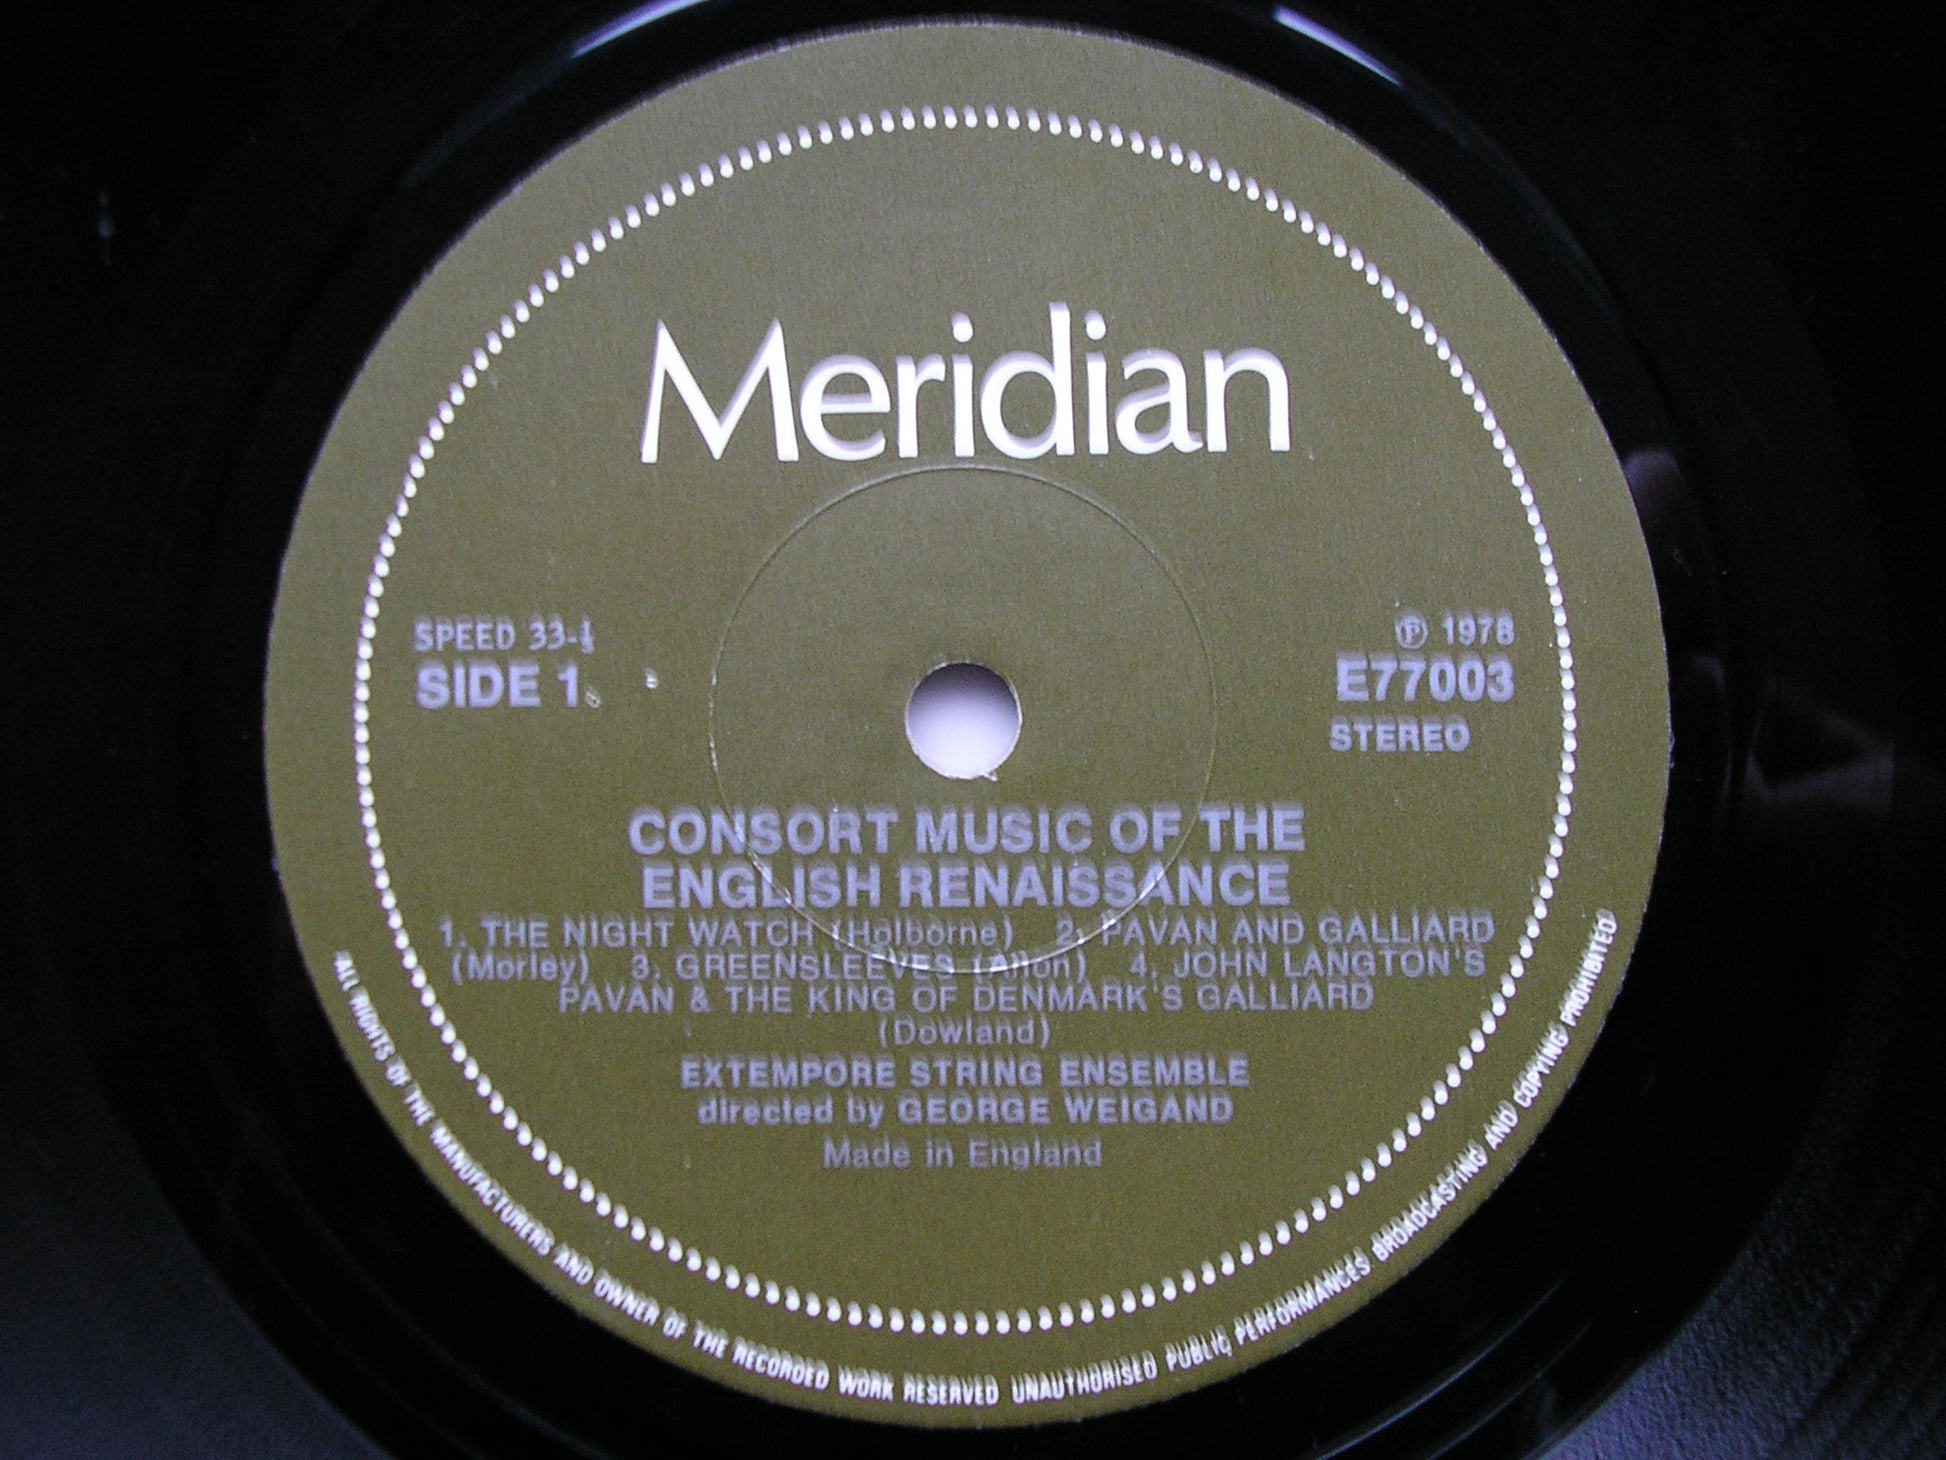 Meridian
SPEED 33-⅓
SIDE 1
℗ 1978
E77003
STEREO
CONSORT MUSIC OF THE
ENGLISH RENAISSANCE
1. THE NIGHT WATCH (Holborne) 2. PAVAN AND GALLIARD
(Morley) 3. GREENSLEEVES (Anon) 4. JOHN LANGTON'S
PAVAN & THE KING OF DENMARK'S GALLIARD
(Dowland)
EXTEMPORE STRING ENSEMBLE
directed by GEORGE WEIGAND
Made in England
ALL RIGHTS OF THE MANUFACTURERS AND OWNER OF THE RECORDED WORK RESERVED UNAUTHORISED PUBLIC PERFORMANCES BROADCASTING AND COPYING PROHIBITED